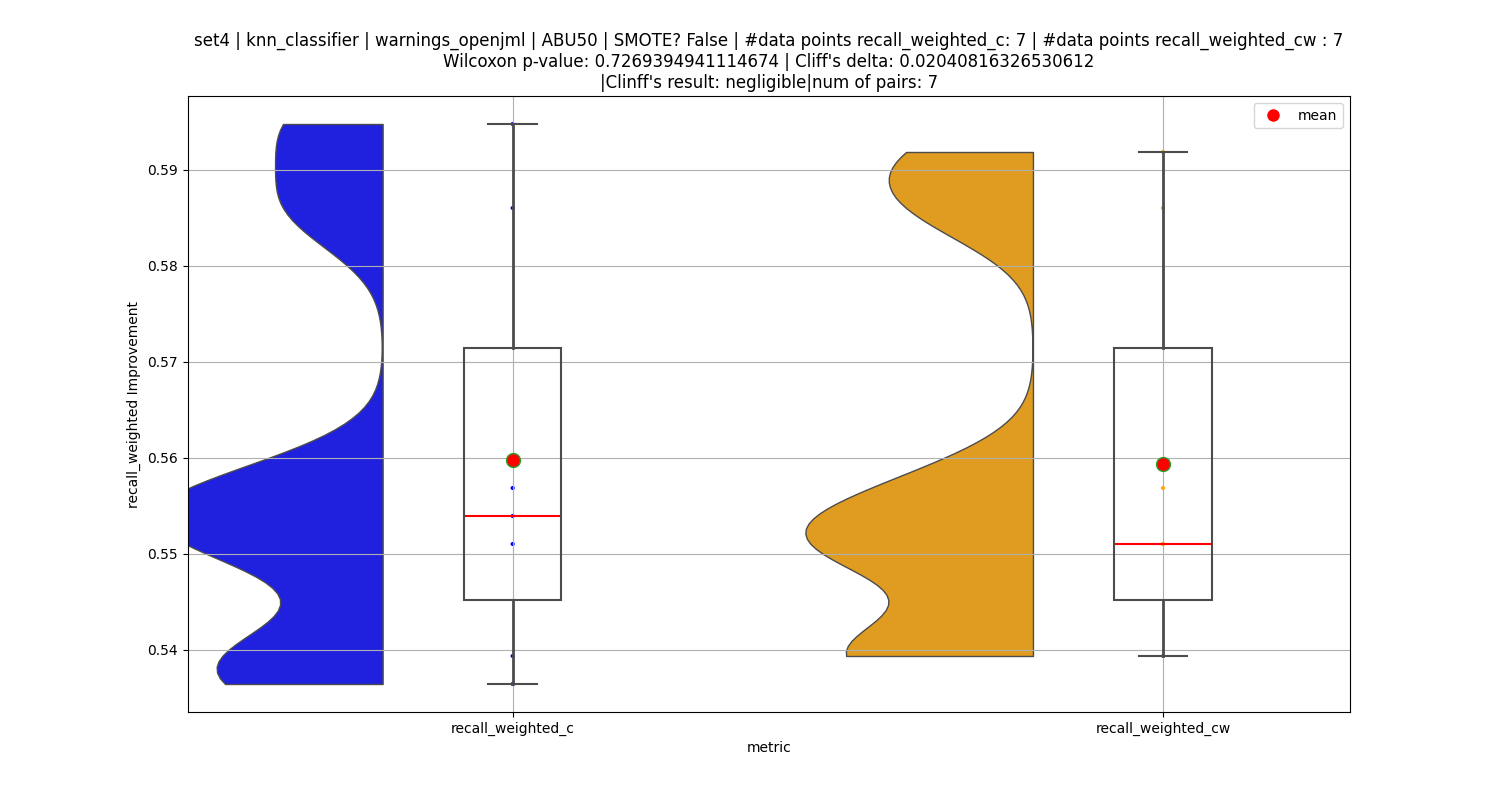 set4 | knn_classifier | warnings_openjml | ABU50 | SMOTE? False | #data points recall_weighted_c: 7 | #data points recall_weighted_cw : 7
Wilcoxon p-value: 0.7269394941114674 | Cliff's delta: 0.02040816326530612
|Clinff's result: negligible|num of pairs: 7
mean
0.59
0.58
0.57
0.56
0.55
0.54
recall_weighted Improvement
recall_weighted_c
recall_weighted_cw
metric